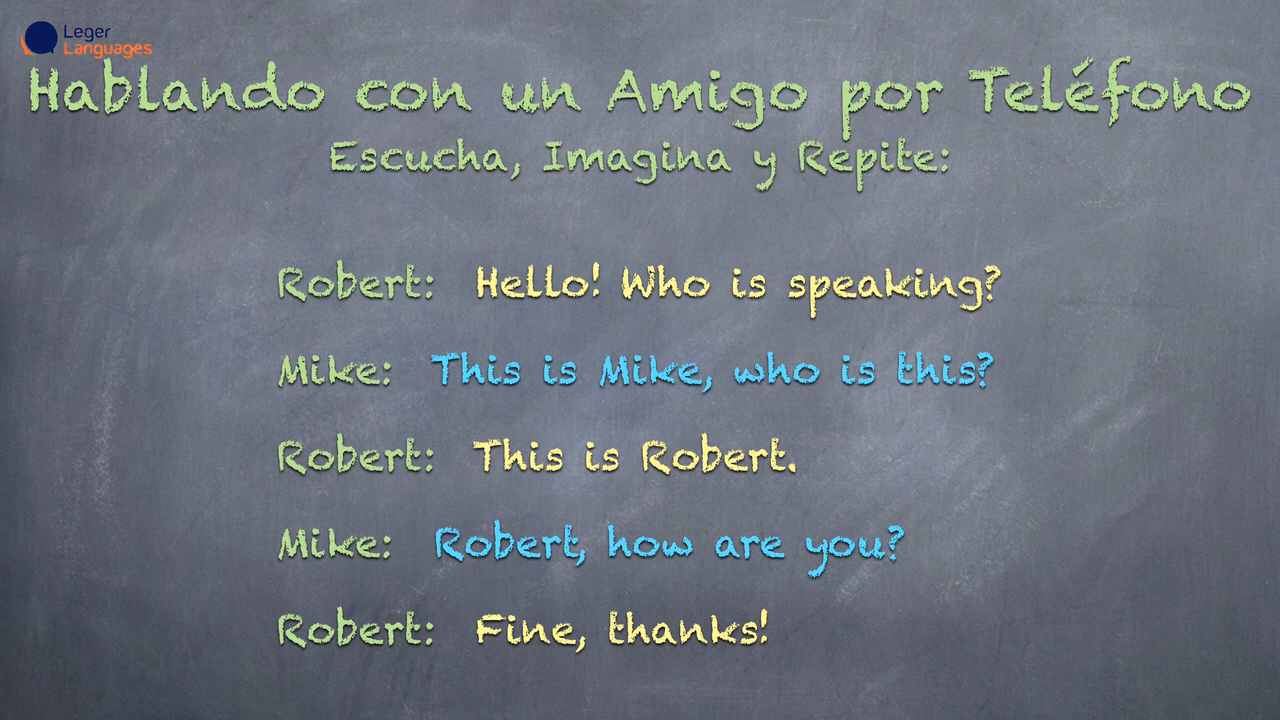 Leger
Languages
Hablando con un Amigo por Teléfono
Escucha, Imagina y Repite:
Robert: Hello! Who is speaking?
Mike: This is Mike, who is this?
Robert: This is Robert.
Mike: Robert, how are you?
Robert: Fine, thanks!